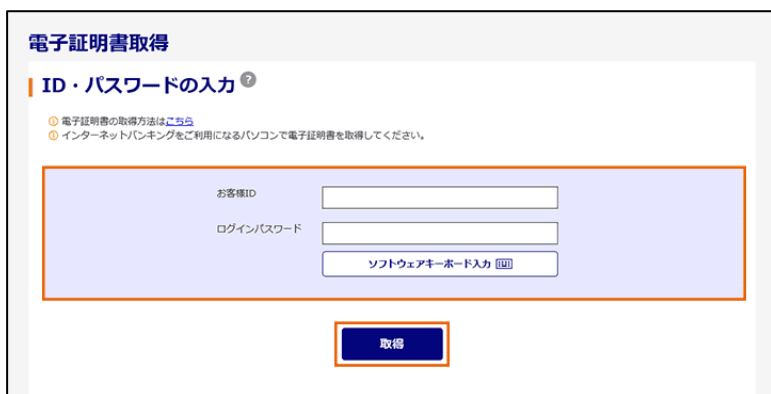 電子証明書取得
ID・パスワードの入力 ?
① 電子証明書の取得方法はこちら
① インターネットバンキングをご利用になるパソコンで電子証明書を取得してください。
お客様ID
ログインパスワード
ソフトウェアキーボード入力
取得